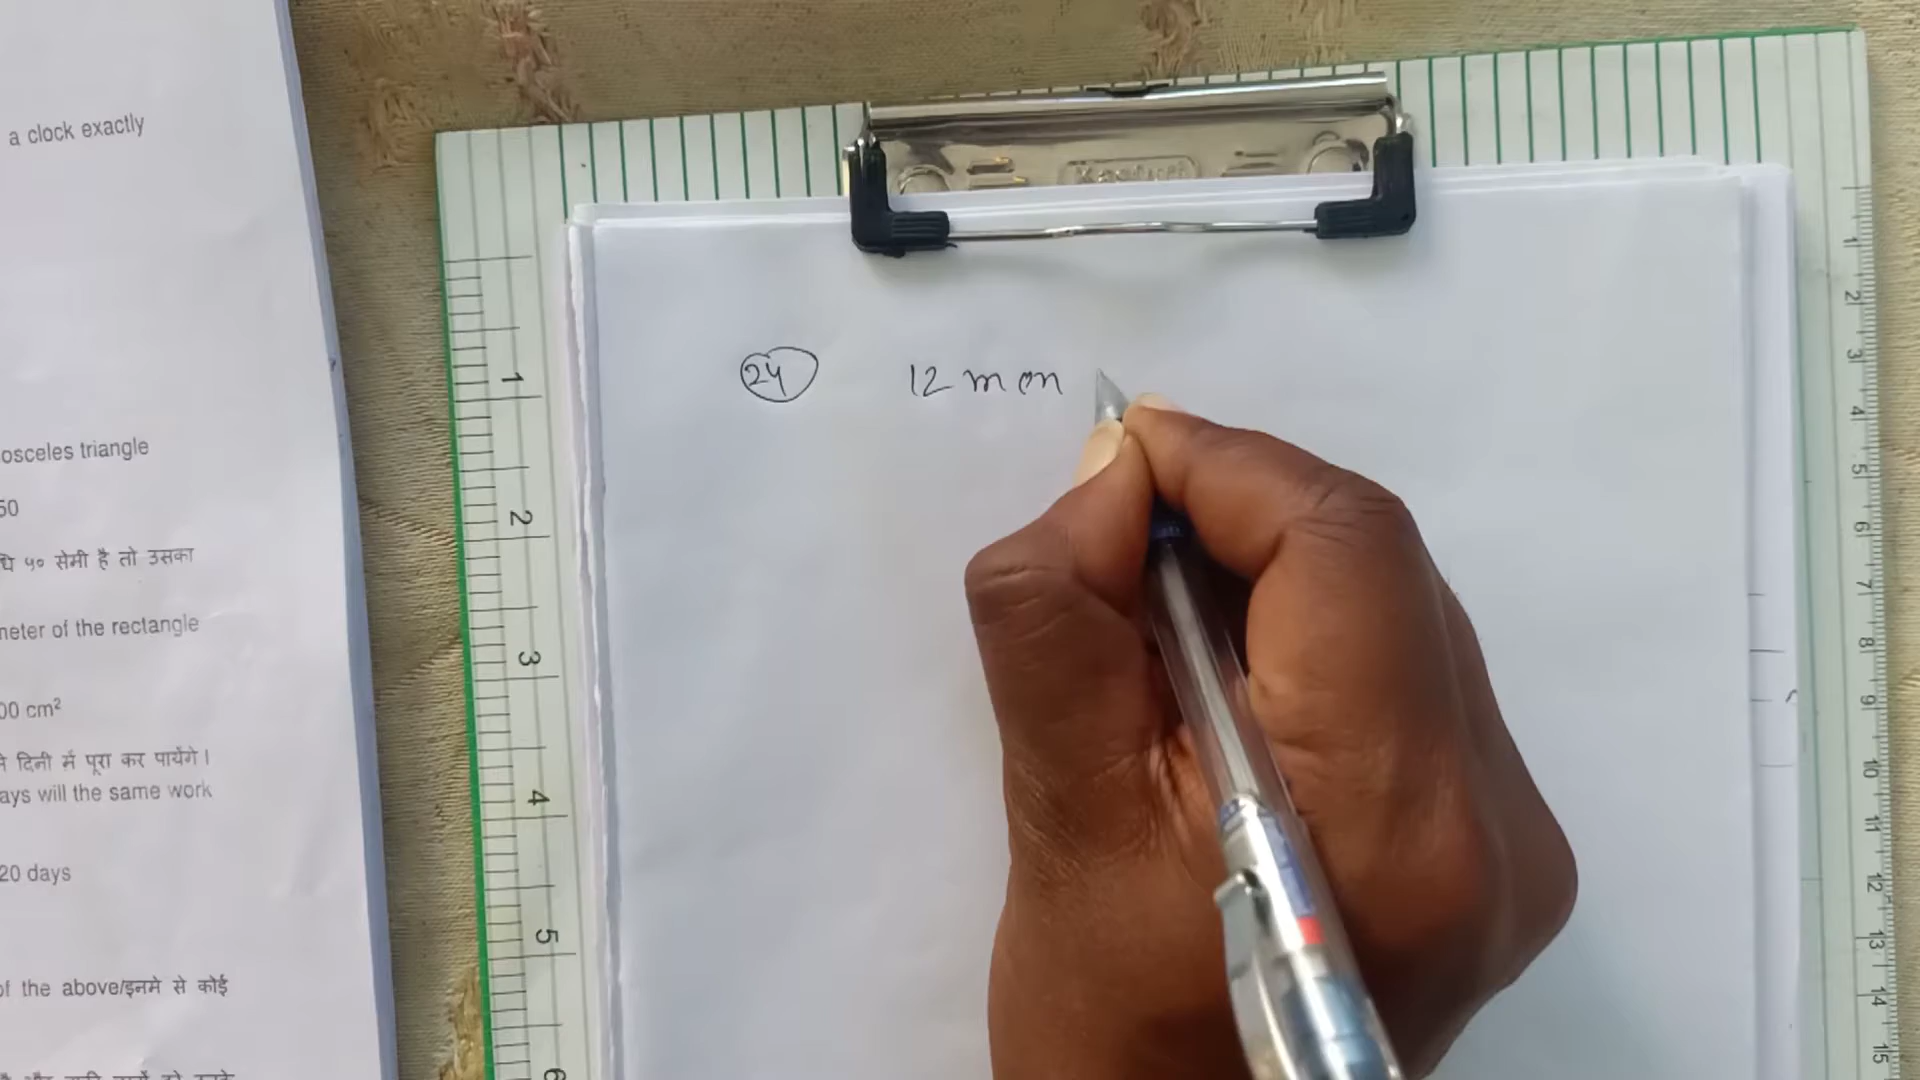 a clock exactly
osceles triangle
50
धि ५० सेमी है तो उसका
neter of the rectangle
00 cm²
ने दिनी में पूरा कर पायेंगे।
ays will the same work
20 days
of the above/इनमे से कोई
24 12 m on
1
2
3
4
5
6
1
2
3
4
5
6
7
8
9
10
11
12
13
14
15